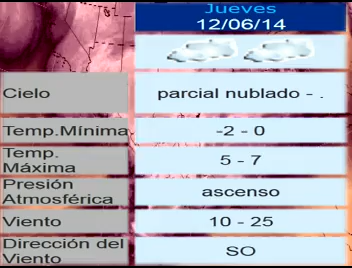 Jueves
12/06/14
Cielo
parcial nublado - .
Temp.Mínima
-2 - 0
Temp.
Máxima
5 - 7
Presión
Atmosférica
ascenso
Viento
10 - 25
Dirección del
Viento
SO